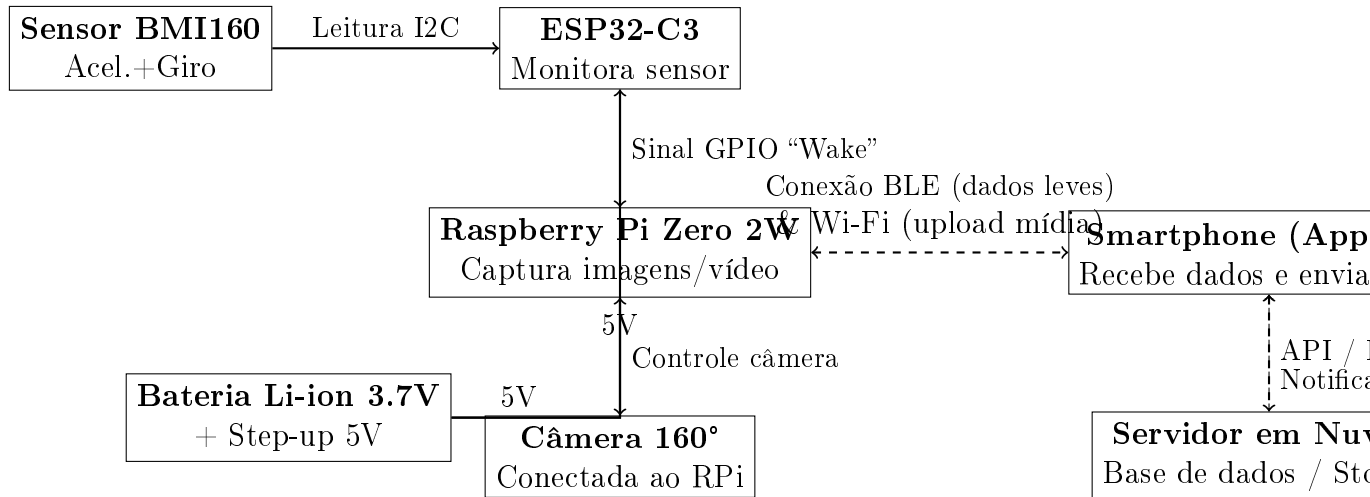 Sensor BMI160
Acel.+Giro
Leitura I2C
ESP32-C3
Monitora sensor
Sinal GPIO “Wake”
Conexão BLE (dados leves)
& Wi-Fi (upload mídia)
Raspberry Pi Zero 2W
Captura imagens/vídeo
Smartphone (App
Recebe dados e envia
5V
Controle câmera
API /
Notifica
Bateria Li-ion 3.7V
+ Step-up 5V
5V
Câmera 160°
Conectada ao RPi
Servidor em Nuv
Base de dados / Sto